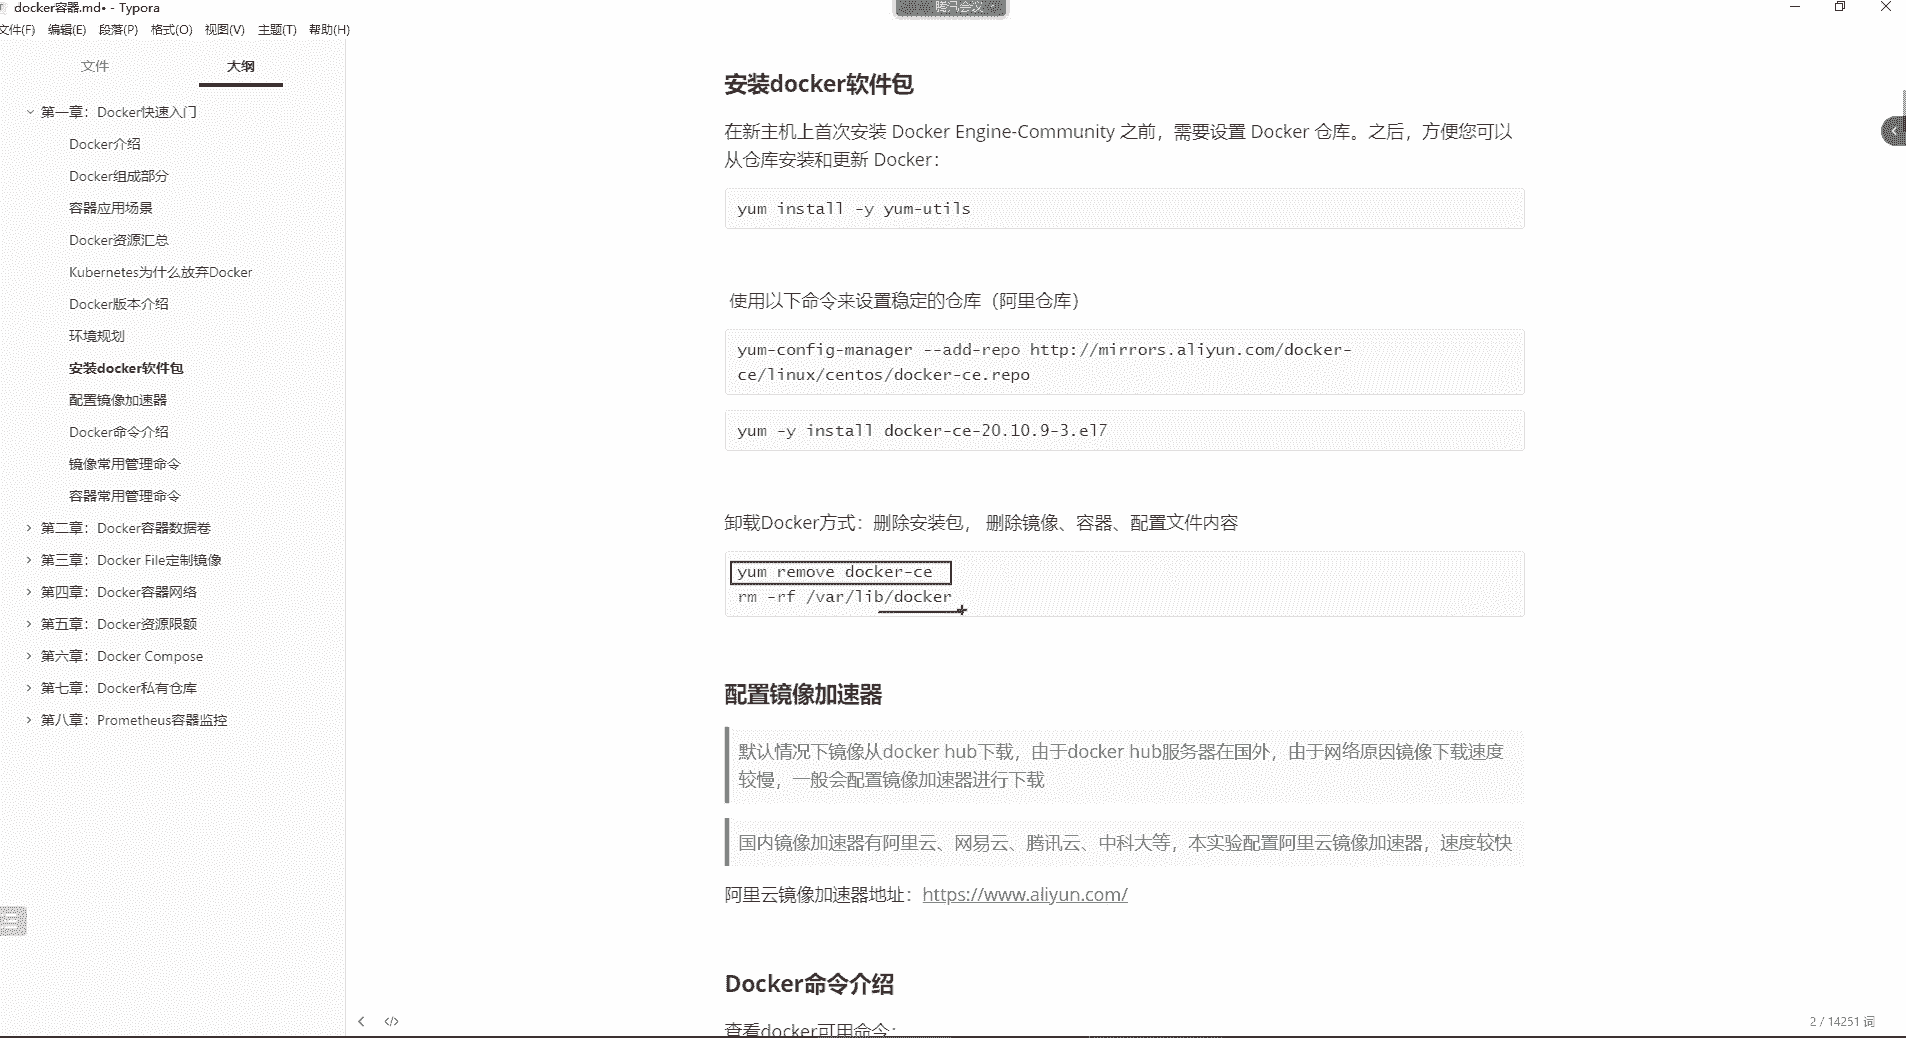 docker容器.md• - Typora
腾讯会议
文件(F) 编辑(E) 段落(P) 格式(O) 视图(V) 主题(T) 帮助(H)
文件 大纲
第一章：Docker快速入门
Docker介绍
Docker组成部分
容器应用场景
Docker资源汇总
Kubernetes为什么放弃Docker
Docker版本介绍
环境规划
安装docker软件包
配置镜像加速器
Docker命令介绍
镜像常用管理命令
容器常用管理命令
第二章：Docker容器数据卷
第三章：Docker File定制镜像
第四章：Docker容器网络
第五章：Docker资源限额
第六章：Docker Compose
第七章：Docker私有仓库
第八章：Prometheus容器监控
安装docker软件包
在新主机上首次安装 Docker Engine-Community 之前，需要设置 Docker 仓库。之后，方便您可以
从仓库安装和更新 Docker：
yum install -y yum-utils
使用以下命令来设置稳定的仓库（阿里仓库）
yum-config-manager --add-repo http://mirrors.aliyun.com/docker-
ce/linux/centos/docker-ce.repo
yum -y install docker-ce-20.10.9-3.el7
卸载Docker方式：删除安装包， 删除镜像、容器、配置文件内容
yum remove docker-ce
rm -rf /var/lib/docker
配置镜像加速器
默认情况下镜像从docker hub下载，由于docker hub服务器在国外，由于网络原因镜像下载速度
较慢，一般会配置镜像加速器进行下载
国内镜像加速器有阿里云、网易云、腾讯云、中科大等，本实验配置阿里云镜像加速器，速度较快
阿里云镜像加速器地址：https://www.aliyun.com/
Docker命令介绍
查看docker可用命令：
2 / 14251 词